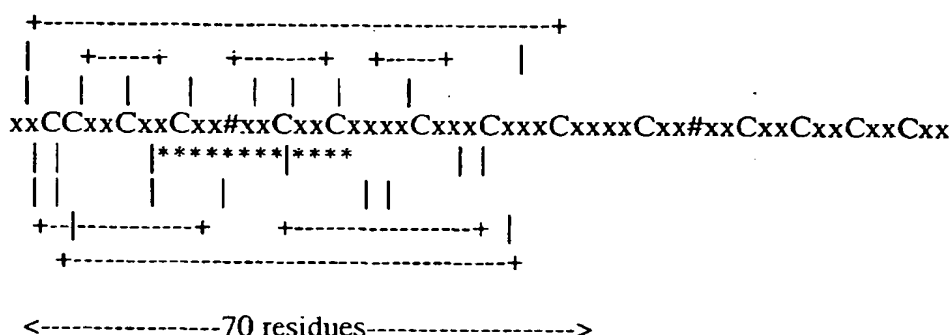 +-----------------------------------------------------------+
| +------+ +--------+ +------+ |
| | | | | | | |
xxCCxxCxxCxx#xxCxxCxxxxCxxxCxxxCxxxxCxx#xxCxxCxxCxxCxx
| | |********|**** | |
| | | | | |
+--|-----------+ +-----------------+ |
+----------------------------------------+
<------------------70 residues-------------------->